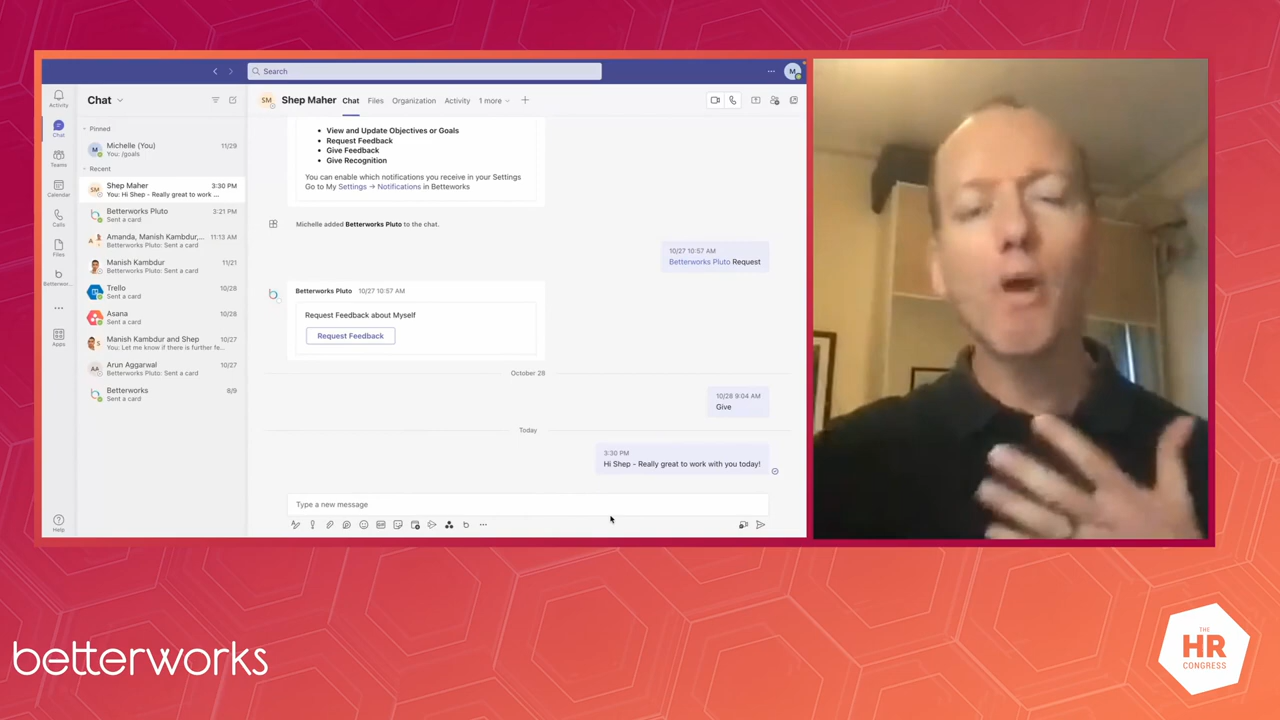 Search
M
Activity
Chat
Teams
Calendar
Calls
Files
Betterwor...
Apps
Help
Chat
Pinned
M
Michelle (You)
11/29
You: /goals
Recent
SM
Shep Maher
3:30 PM
You: Hi Shep - Really great to work ...
Betterworks Pluto
3:21 PM
Sent a card
A
Amanda, Manish Kambdur,...
11:13 AM
Betterworks Pluto: Sent a card
Manish Kambdur
11/21
Betterworks Pluto: Sent a card
Trello
10/28
Sent a card
Asana
10/28
Sent a card
Manish Kambdur and Shep
10/27
You: Let me know if there is further fe...
AA
Arun Aggarwal
10/27
Betterworks Pluto: Sent a card
Betterworks
8/9
Sent a card
SM
Shep Maher
Chat
Files
Organization
Activity
1 more
• View and Update Objectives or Goals
• Request Feedback
• Give Feedback
• Give Recognition
You can enable which notifications you receive in your Settings
Go to My Settings → Notifications in Betteworks
Michelle added Betterworks Pluto to the chat.
10/27 10:57 AM
Betterworks Pluto Request
Betterworks Pluto 10/27 10:57 AM
Request Feedback about Myself
Request Feedback
October 28
10/28 9:04 AM
Give
Today
3:30 PM
Hi Shep - Really great to work with you today!
Type a new message
GIF
betterworks
THE
HR
CONGRESS